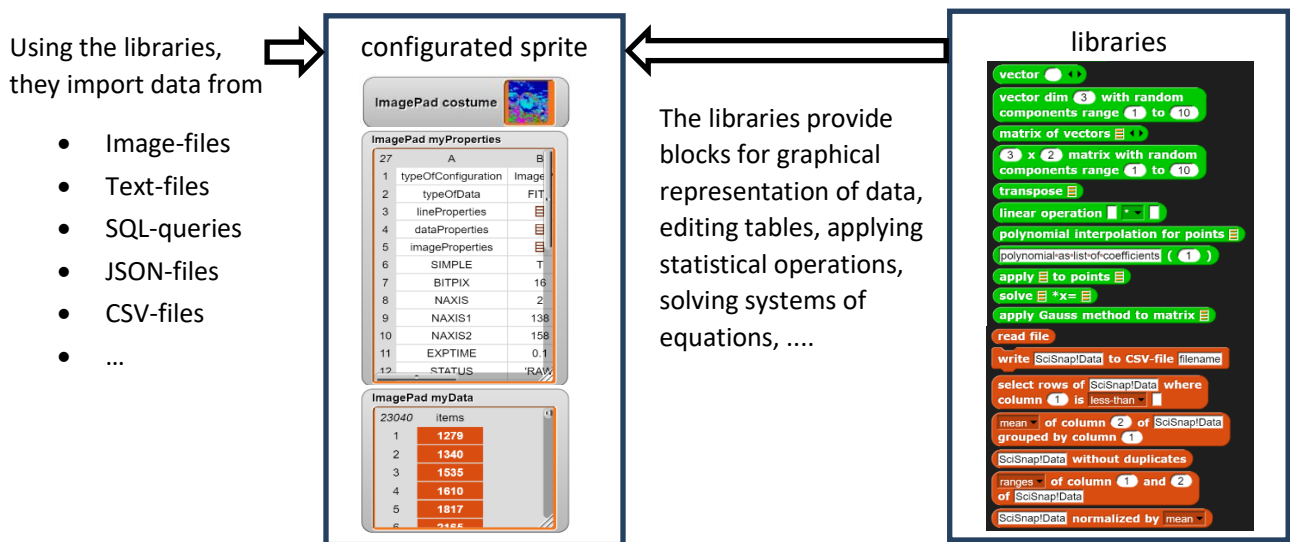 Using the libraries,
they import data from
• Image-files
• Text-files
• SQL-queries
• JSON-files
• CSV-files
• …
configurated sprite
ImagePad costume
ImagePad myProperties
27 A B
1 typeOfConfiguration Image
2 typeOfData FIT
3 lineProperties
4 dataProperties
5 imageProperties
6 SIMPLE T
7 BITPIX 16
8 NAXIS 2
9 NAXIS1 138
10 NAXIS2 158
11 EXPTIME 0.1
12 STATUS 'RAW
ImagePad myData
23040 items
1 1279
2 1340
3 1535
4 1610
5 1817
6 2165
The libraries provide
blocks for graphical
representation of data,
editing tables, applying
statistical operations,
solving systems of
equations, ....
libraries
vector
vector dim 3 with random
components range 1 to 10
matrix of vectors
3 x 2 matrix with random
components range 1 to 10
transpose
linear operation *
polynomial interpolation for points
polynomial-as-list-of-coefficients ( 1 )
apply to points
solve *x=
apply Gauss method to matrix
read file
write SciSnap!Data to CSV-file filename
select rows of SciSnap!Data where
column 1 is less-than
mean of column 2 of SciSnap!Data
grouped by column 1
SciSnap!Data without duplicates
ranges of column 1 and 2
of SciSnap!Data
SciSnap!Data normalized by mean